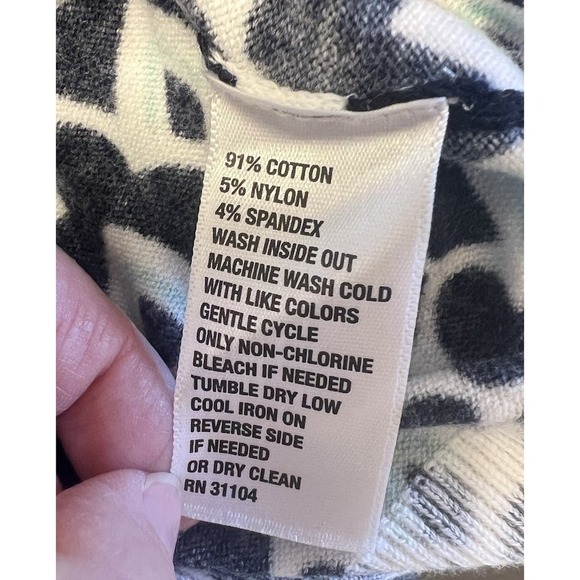 91% COTTON
5% NYLON
4% SPANDEX
WASH INSIDE OUT
MACHINE WASH COLD
WITH LIKE COLORS
GENTLE CYCLE
ONLY NON-CHLORINE
BLEACH IF NEEDED
TUMBLE DRY LOW
COOL IRON ON
REVERSE SIDE
IF NEEDED
OR DRY CLEAN
RN 31104